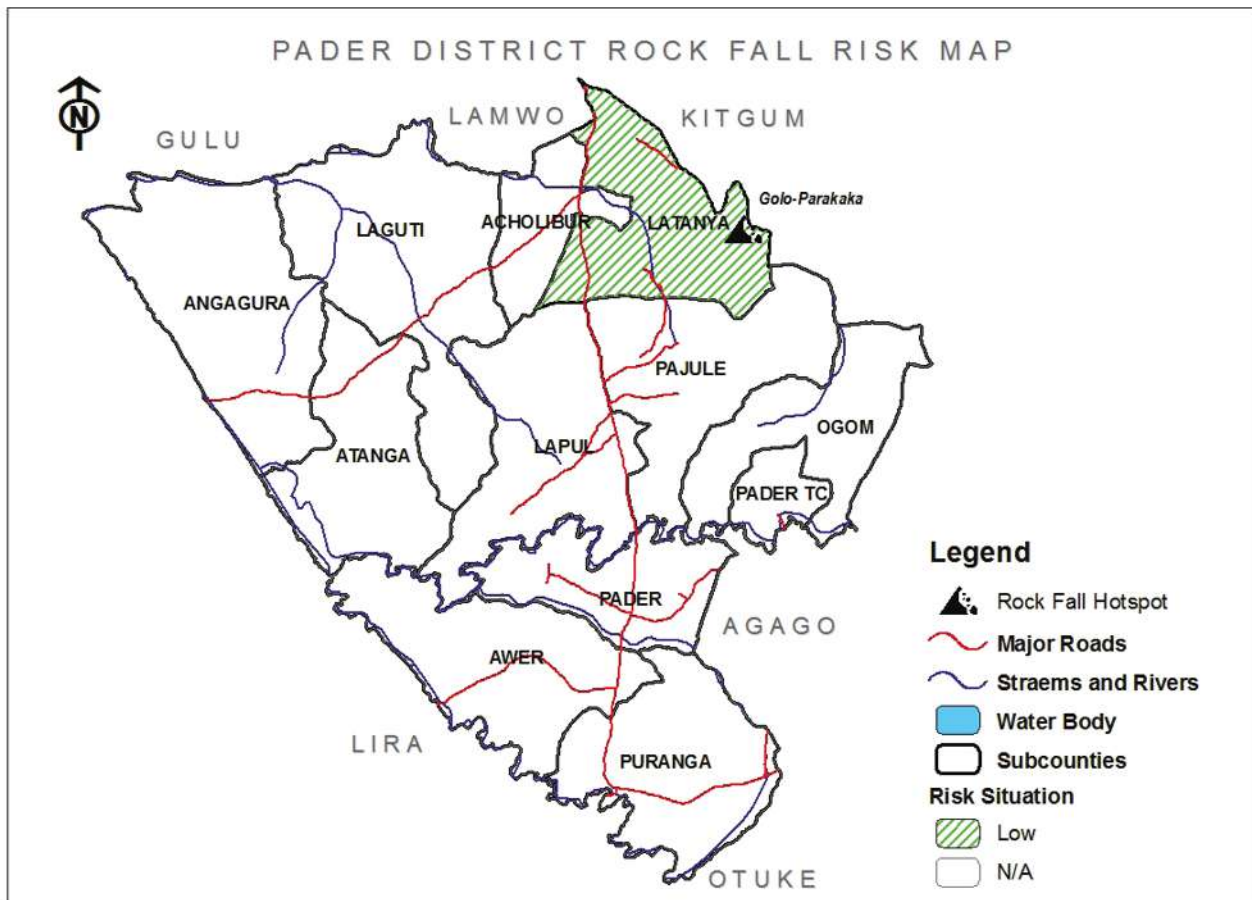 PADER DISTRICT ROCK FALL RISK MAP
N
LAMWO
KITGUM
GULU
Golo-Parakaka
ACHOLIBUR
LATANYA
LAGUTI
ANGAGURA
PAJULE
OGOM
LAPUL
ATANGA
PADER TC
PADER
AGAGO
AWER
LIRA
PURANGA
OTUKE
Legend
Rock Fall Hotspot
Major Roads
Straems and Rivers
Water Body
Subcounties
Risk Situation
Low
N/A